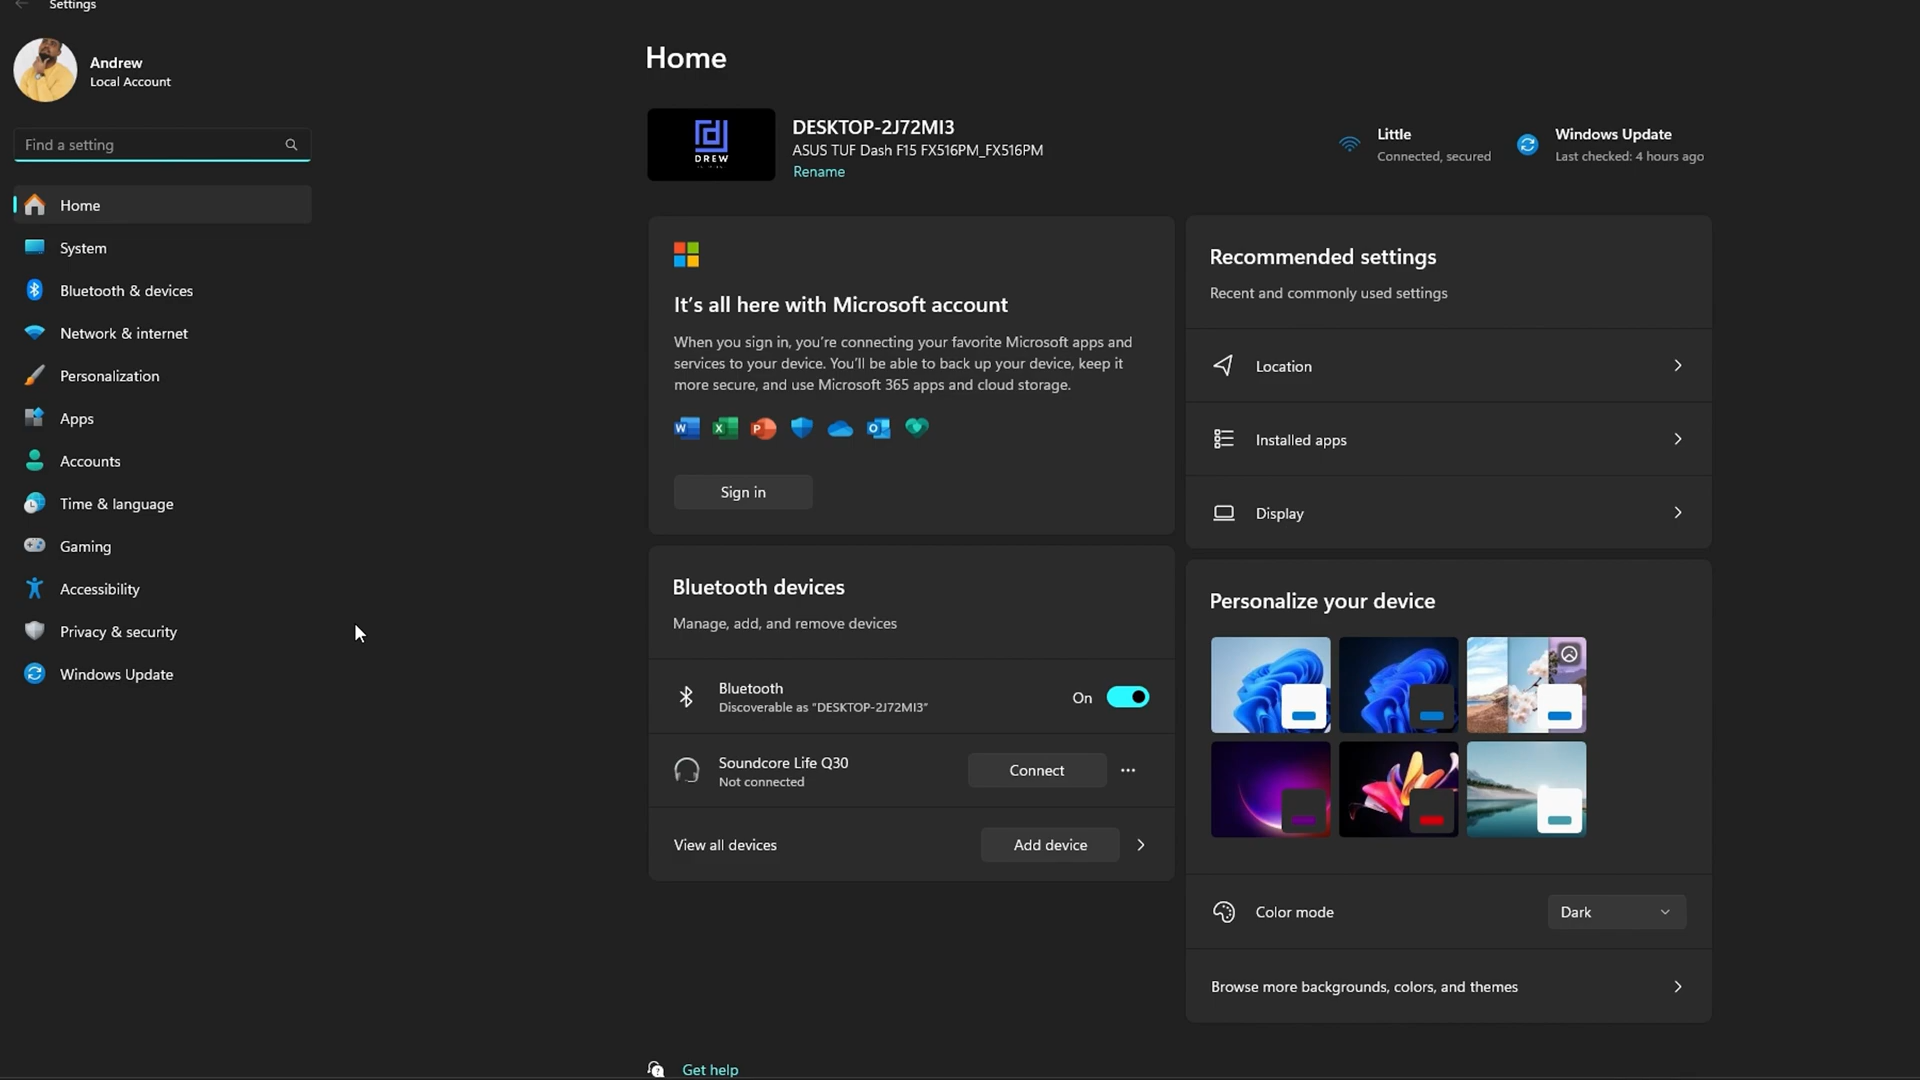 Settings
Andrew
Local Account
Find a setting
Home
System
Bluetooth & devices
Network & internet
Personalization
Apps
Accounts
Time & language
Gaming
Accessibility
Privacy & security
Windows Update
Home
DREW
DESKTOP-2J72MI3
ASUS TUF Dash F15 FX516PM_FX516PM
Rename
Little
Connected, secured
Windows Update
Last checked: 4 hours ago
It's all here with Microsoft account
When you sign in, you're connecting your favorite Microsoft apps and
services to your device. You'll be able to back up your device, keep it
more secure, and use Microsoft 365 apps and cloud storage.
Sign in
Bluetooth devices
Manage, add, and remove devices
Bluetooth
Discoverable as "DESKTOP-2J72MI3"
On
Soundcore Life Q30
Not connected
Connect
View all devices
Add device
Recommended settings
Recent and commonly used settings
Location
Installed apps
Display
Personalize your device
Color mode
Dark
Browse more backgrounds, colors, and themes
Get help